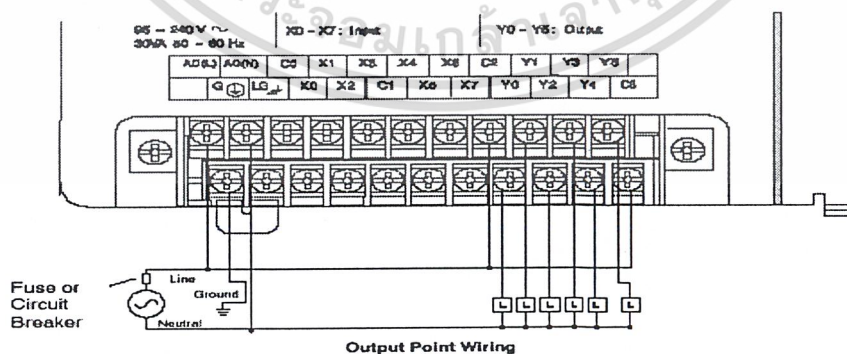 95 – 240 V ~
30VA 50 – 60 Hz
X0 – X7: Input
Y0 – Y5: Output
AC(L) AC(N) C0 X1 X3 X4 X6 C2 Y1 Y3 Y5
G LG X0 X2 C1 X5 X7 Y0 Y2 Y4 C3
Fuse or
Circuit
Breaker
Line
Ground
Neutral
L L L L L L
Output Point Wiring